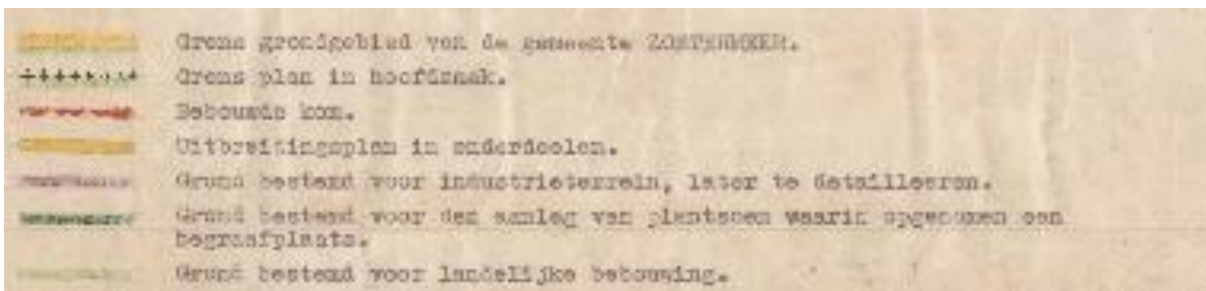 Grens grondgebied van de gemeente ZOETERMEER.
Grens plan in hoofdzaak.
Bebouwde kom.
Uitbreidingsplan in onderdeelen.
Grond bestemd voor industrieterrein, later te detailleeren.
Grond bestemd voor den aanleg van plantsoen waarin opgenomen een
begraafplaats.
Grond bestemd voor landelijke bebouwing.